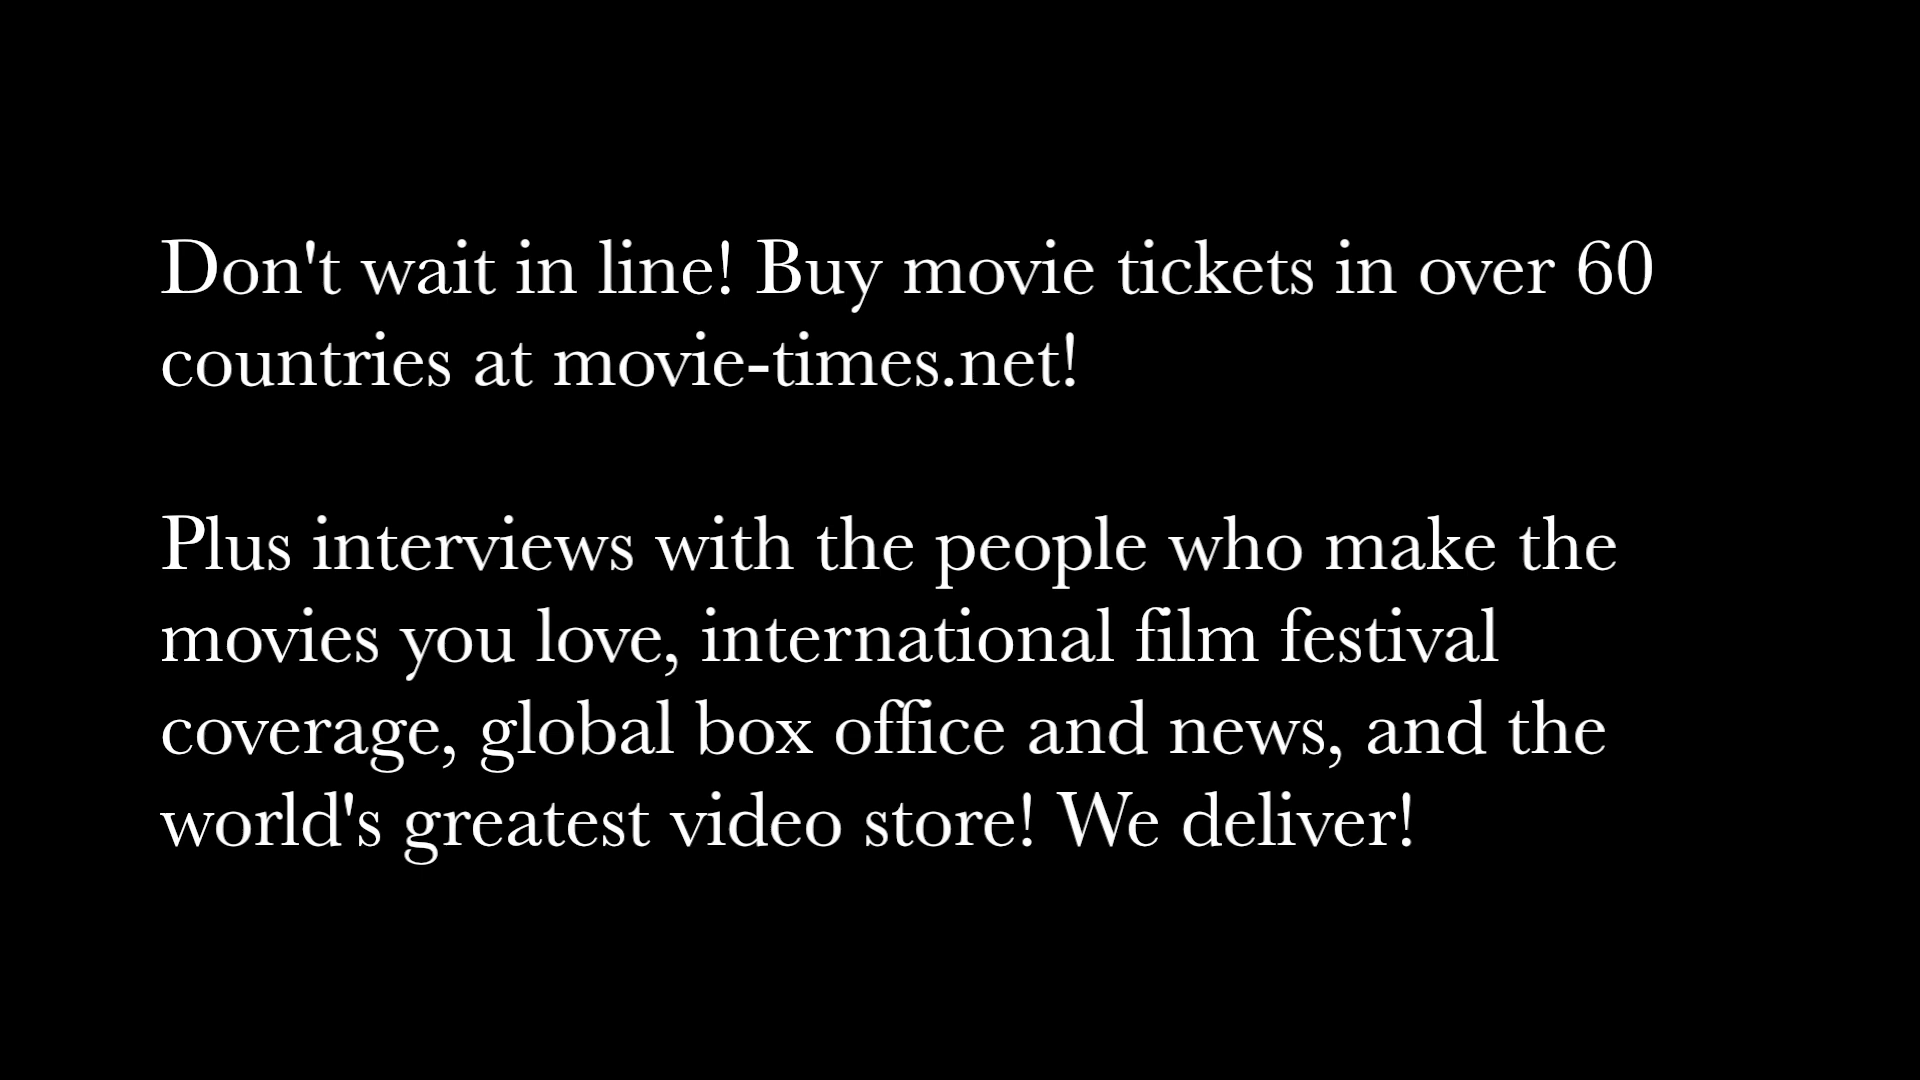 Don't wait in line! Buy movie tickets in over 60
countries at movie-times.net!
Plus interviews with the people who make the
movies you love, international film festival
coverage, global box office and news, and the
world's greatest video store! We deliver!